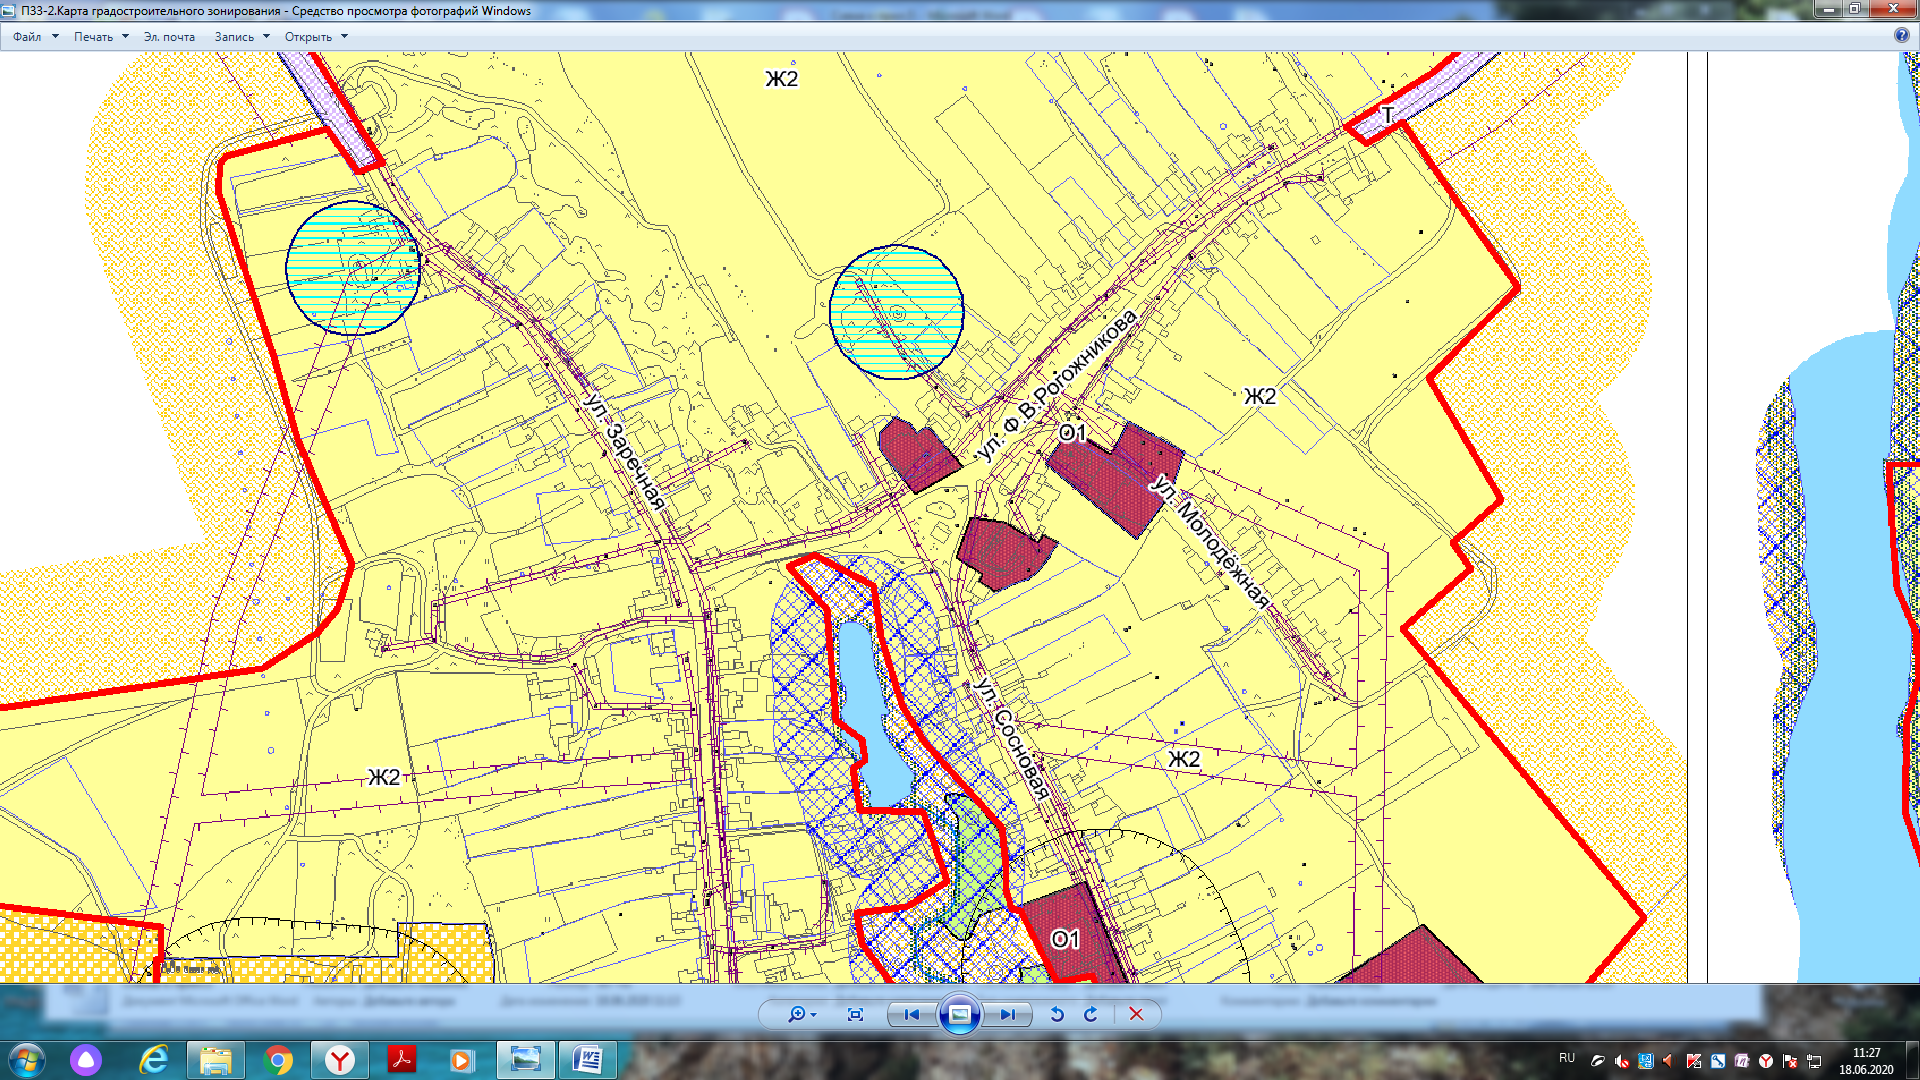 ПЗЗ-2.Карта градостроительного зонирования - Средство просмотра фотографий Windows
Файл Печать Эл. почта Запись Открыть
Ж2
Т
ул. Ф.В.Рогожникова
Ж2
ул. Заречная
О1
ул. Молодёжная
ул. Сосновая
Ж2
Ж2
О1
RU
11:27
18.06.2020